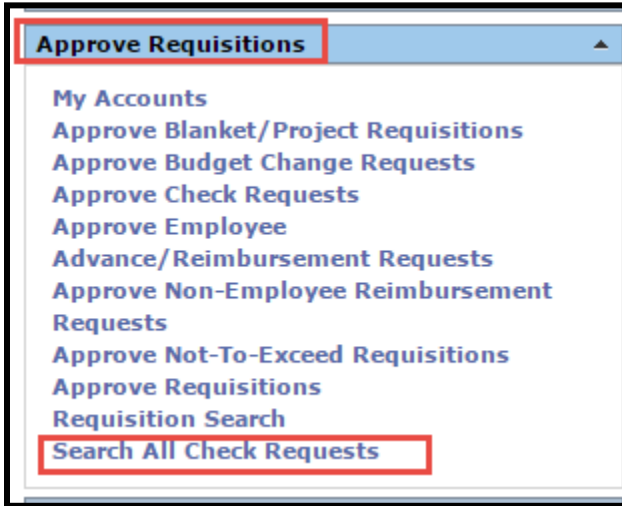 Approve Requisitions
My Accounts
Approve Blanket/Project Requisitions
Approve Budget Change Requests
Approve Check Requests
Approve Employee
Advance/Reimbursement Requests
Approve Non-Employee Reimbursement
Requests
Approve Not-To-Exceed Requisitions
Approve Requisitions
Requisition Search
Search All Check Requests